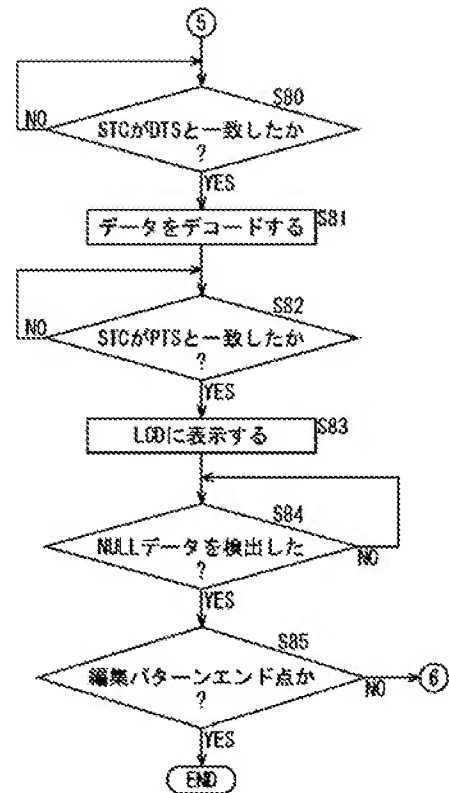 5
S80
STCがDTSと一致したか
?
NO
YES
データをデコードする
S81
S82
STCがPTSと一致したか
?
NO
YES
LCDに表示する
S83
S84
NULLデータを検出した
?
NO
YES
S85
編集パターンエンド点か
?
NO
6
YES
END